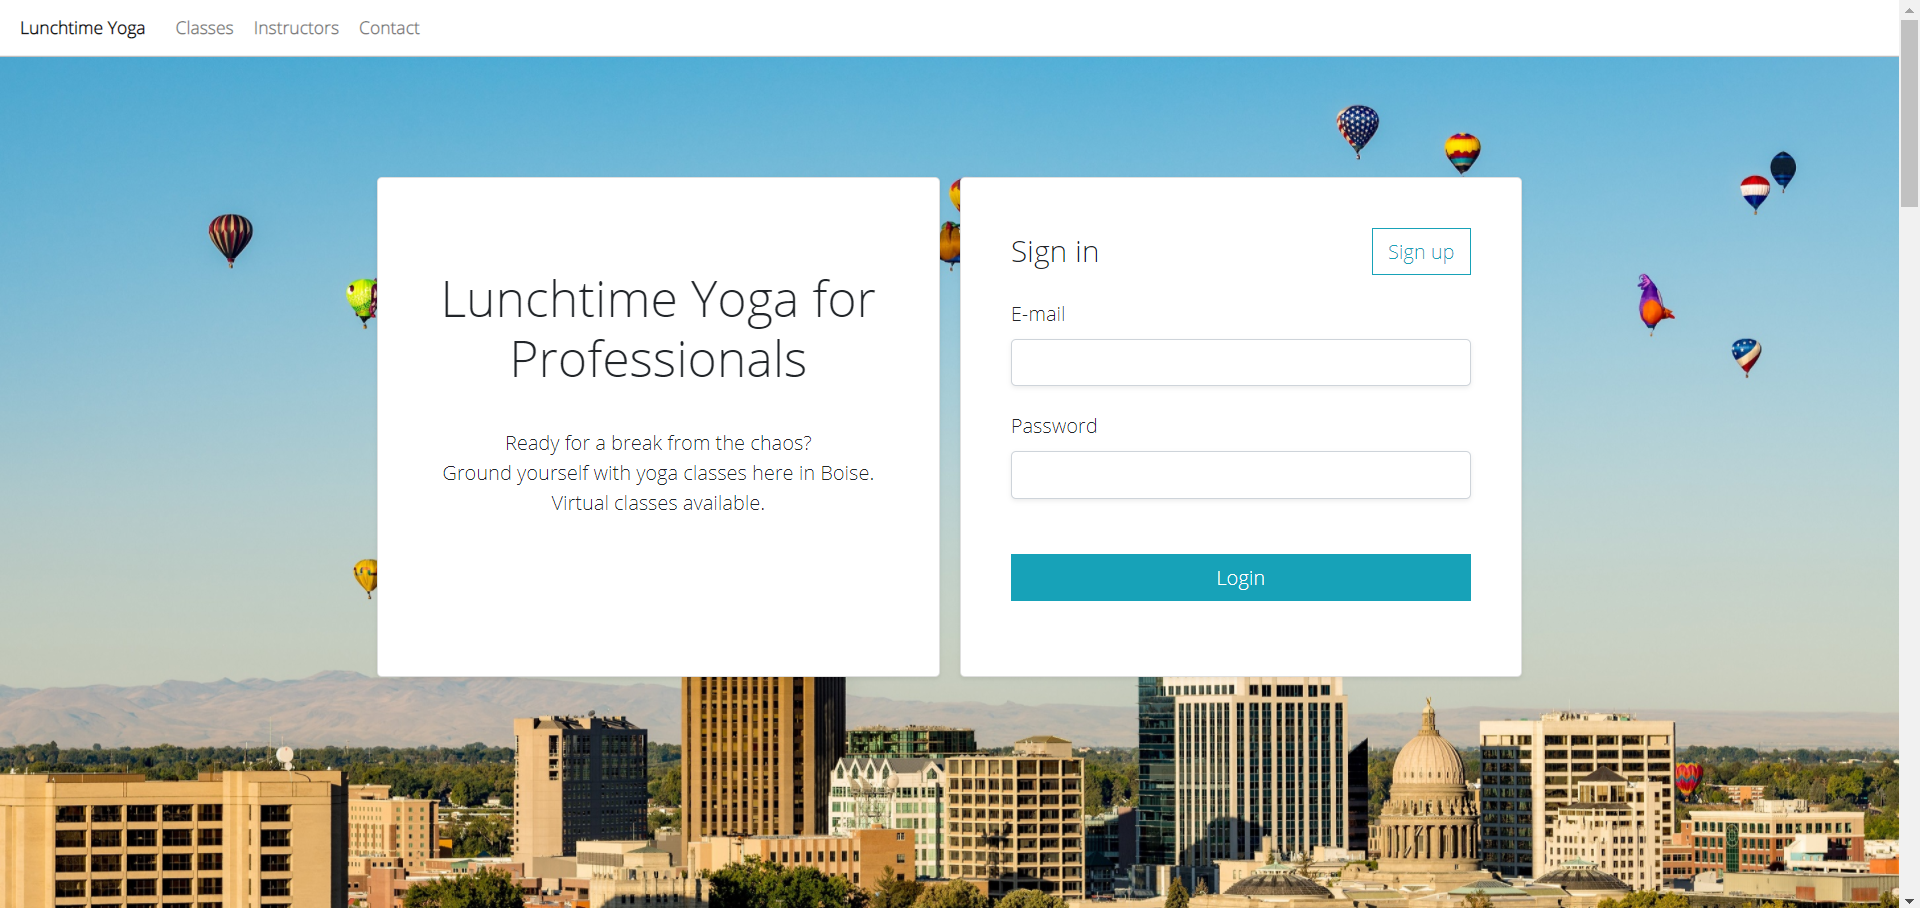 Lunchtime Yoga Classes Instructors Contact
Lunchtime Yoga for
Professionals
Ready for a break from the chaos?
Ground yourself with yoga classes here in Boise.
Virtual classes available.
Sign in
Sign up
E-mail
Password
Login